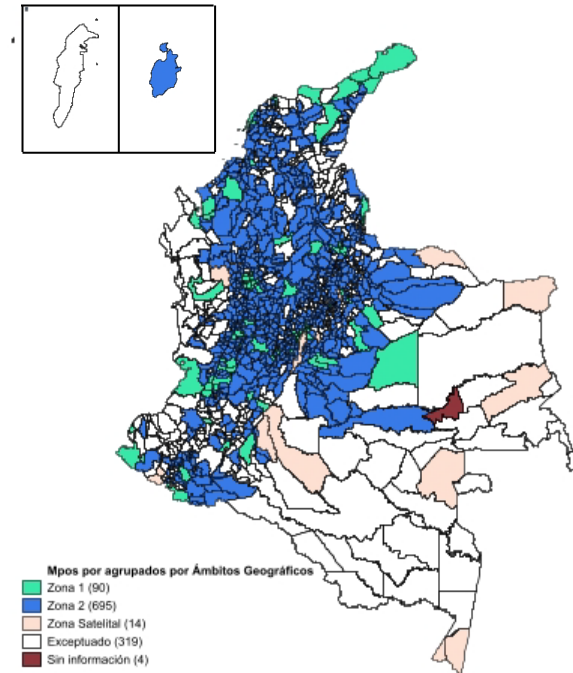 Mpos por agrupados por Ámbitos Geográficos
Zona 1 (90)
Zona 2 (695)
Zona Satelital (14)
Exceptuado (319)
Sin información (4)